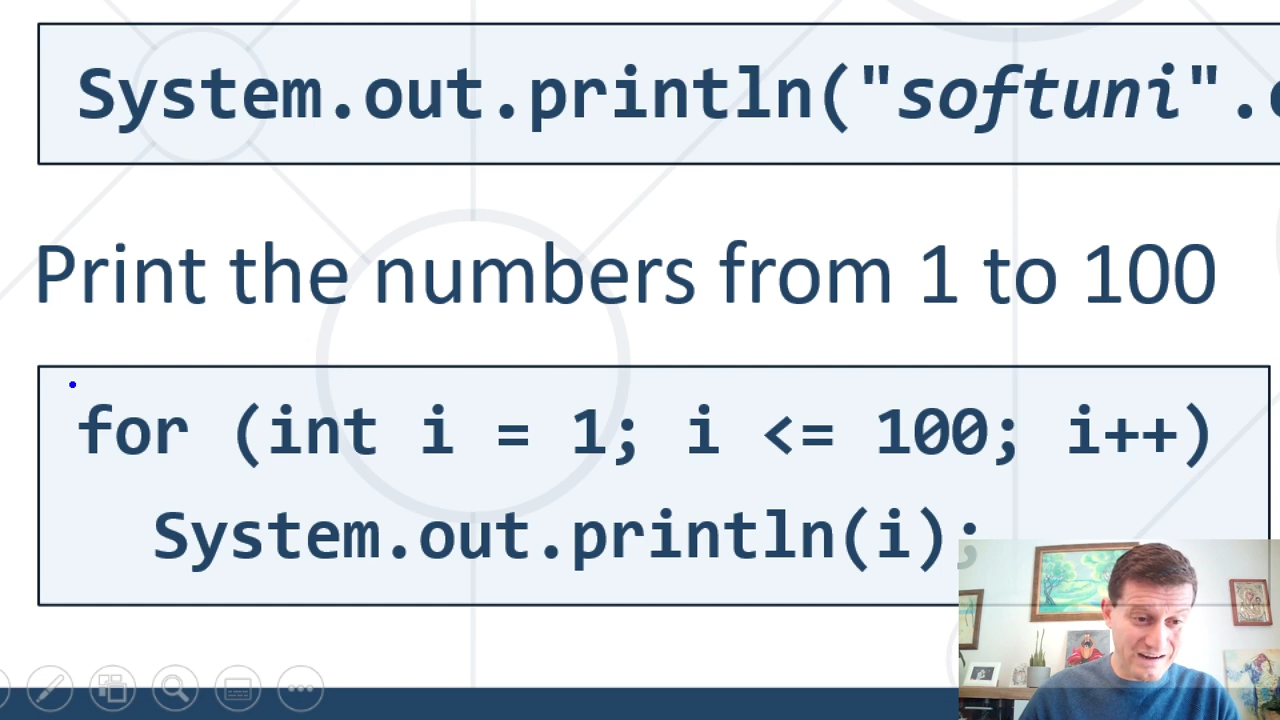 System.out.println("softuni".
Print the numbers from 1 to 100
for (int i = 1; i <= 100; i++)
System.out.println(i);